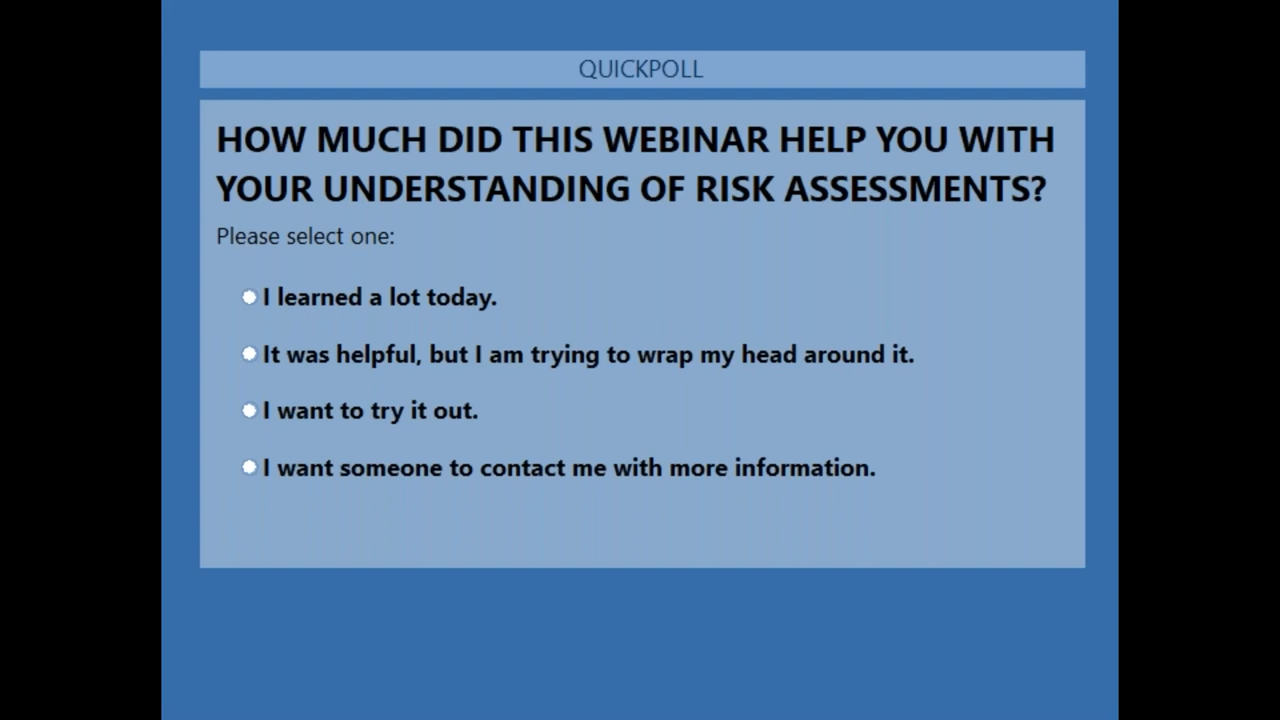 QUICKPOLL
HOW MUCH DID THIS WEBINAR HELP YOU WITH
YOUR UNDERSTANDING OF RISK ASSESSMENTS?
Please select one:
I learned a lot today.
It was helpful, but I am trying to wrap my head around it.
I want to try it out.
I want someone to contact me with more information.